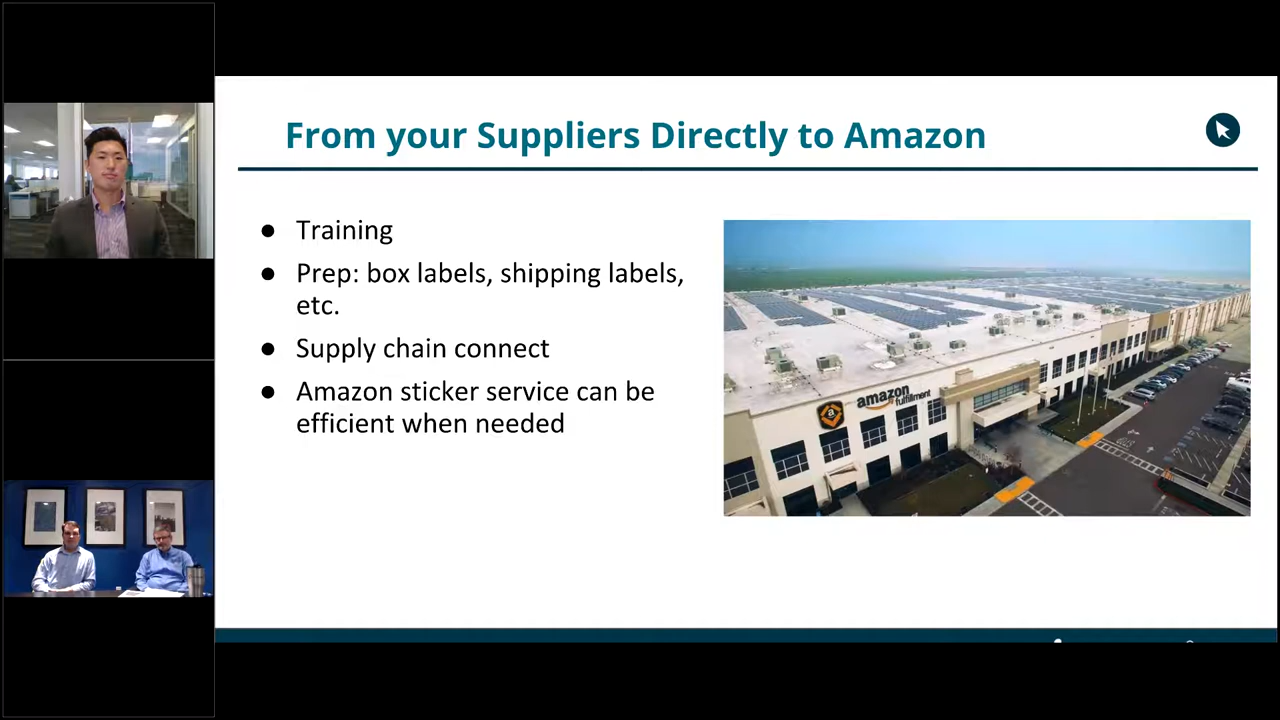 From your Suppliers Directly to Amazon
● Training
● Prep: box labels, shipping labels,
etc.
● Supply chain connect
● Amazon sticker service can be
efficient when needed
a
amazon
fulfillment